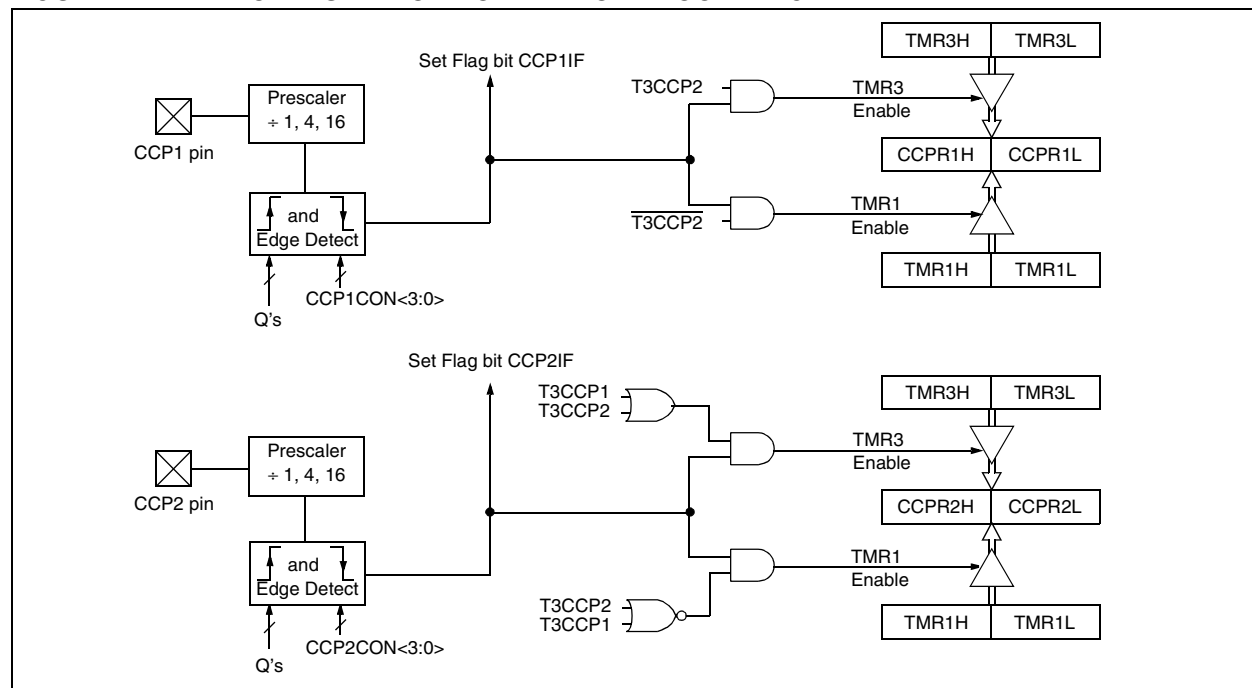 Set Flag bit CCP1IF
TMR3H TMR3L
Prescaler
÷ 1, 4, 16
CCP1 pin
T3CCP2
TMR3
Enable
CCPR1H CCPR1L
and
Edge Detect
T3CCP2
TMR1
Enable
TMR1H TMR1L
CCP1CON<3:0>
Q's
Set Flag bit CCP2IF
TMR3H TMR3L
T3CCP1
T3CCP2
Prescaler
÷ 1, 4, 16
CCP2 pin
TMR3
Enable
CCPR2H CCPR2L
and
Edge Detect
TMR1
Enable
T3CCP2
T3CCP1
TMR1H TMR1L
CCP2CON<3:0>
Q's